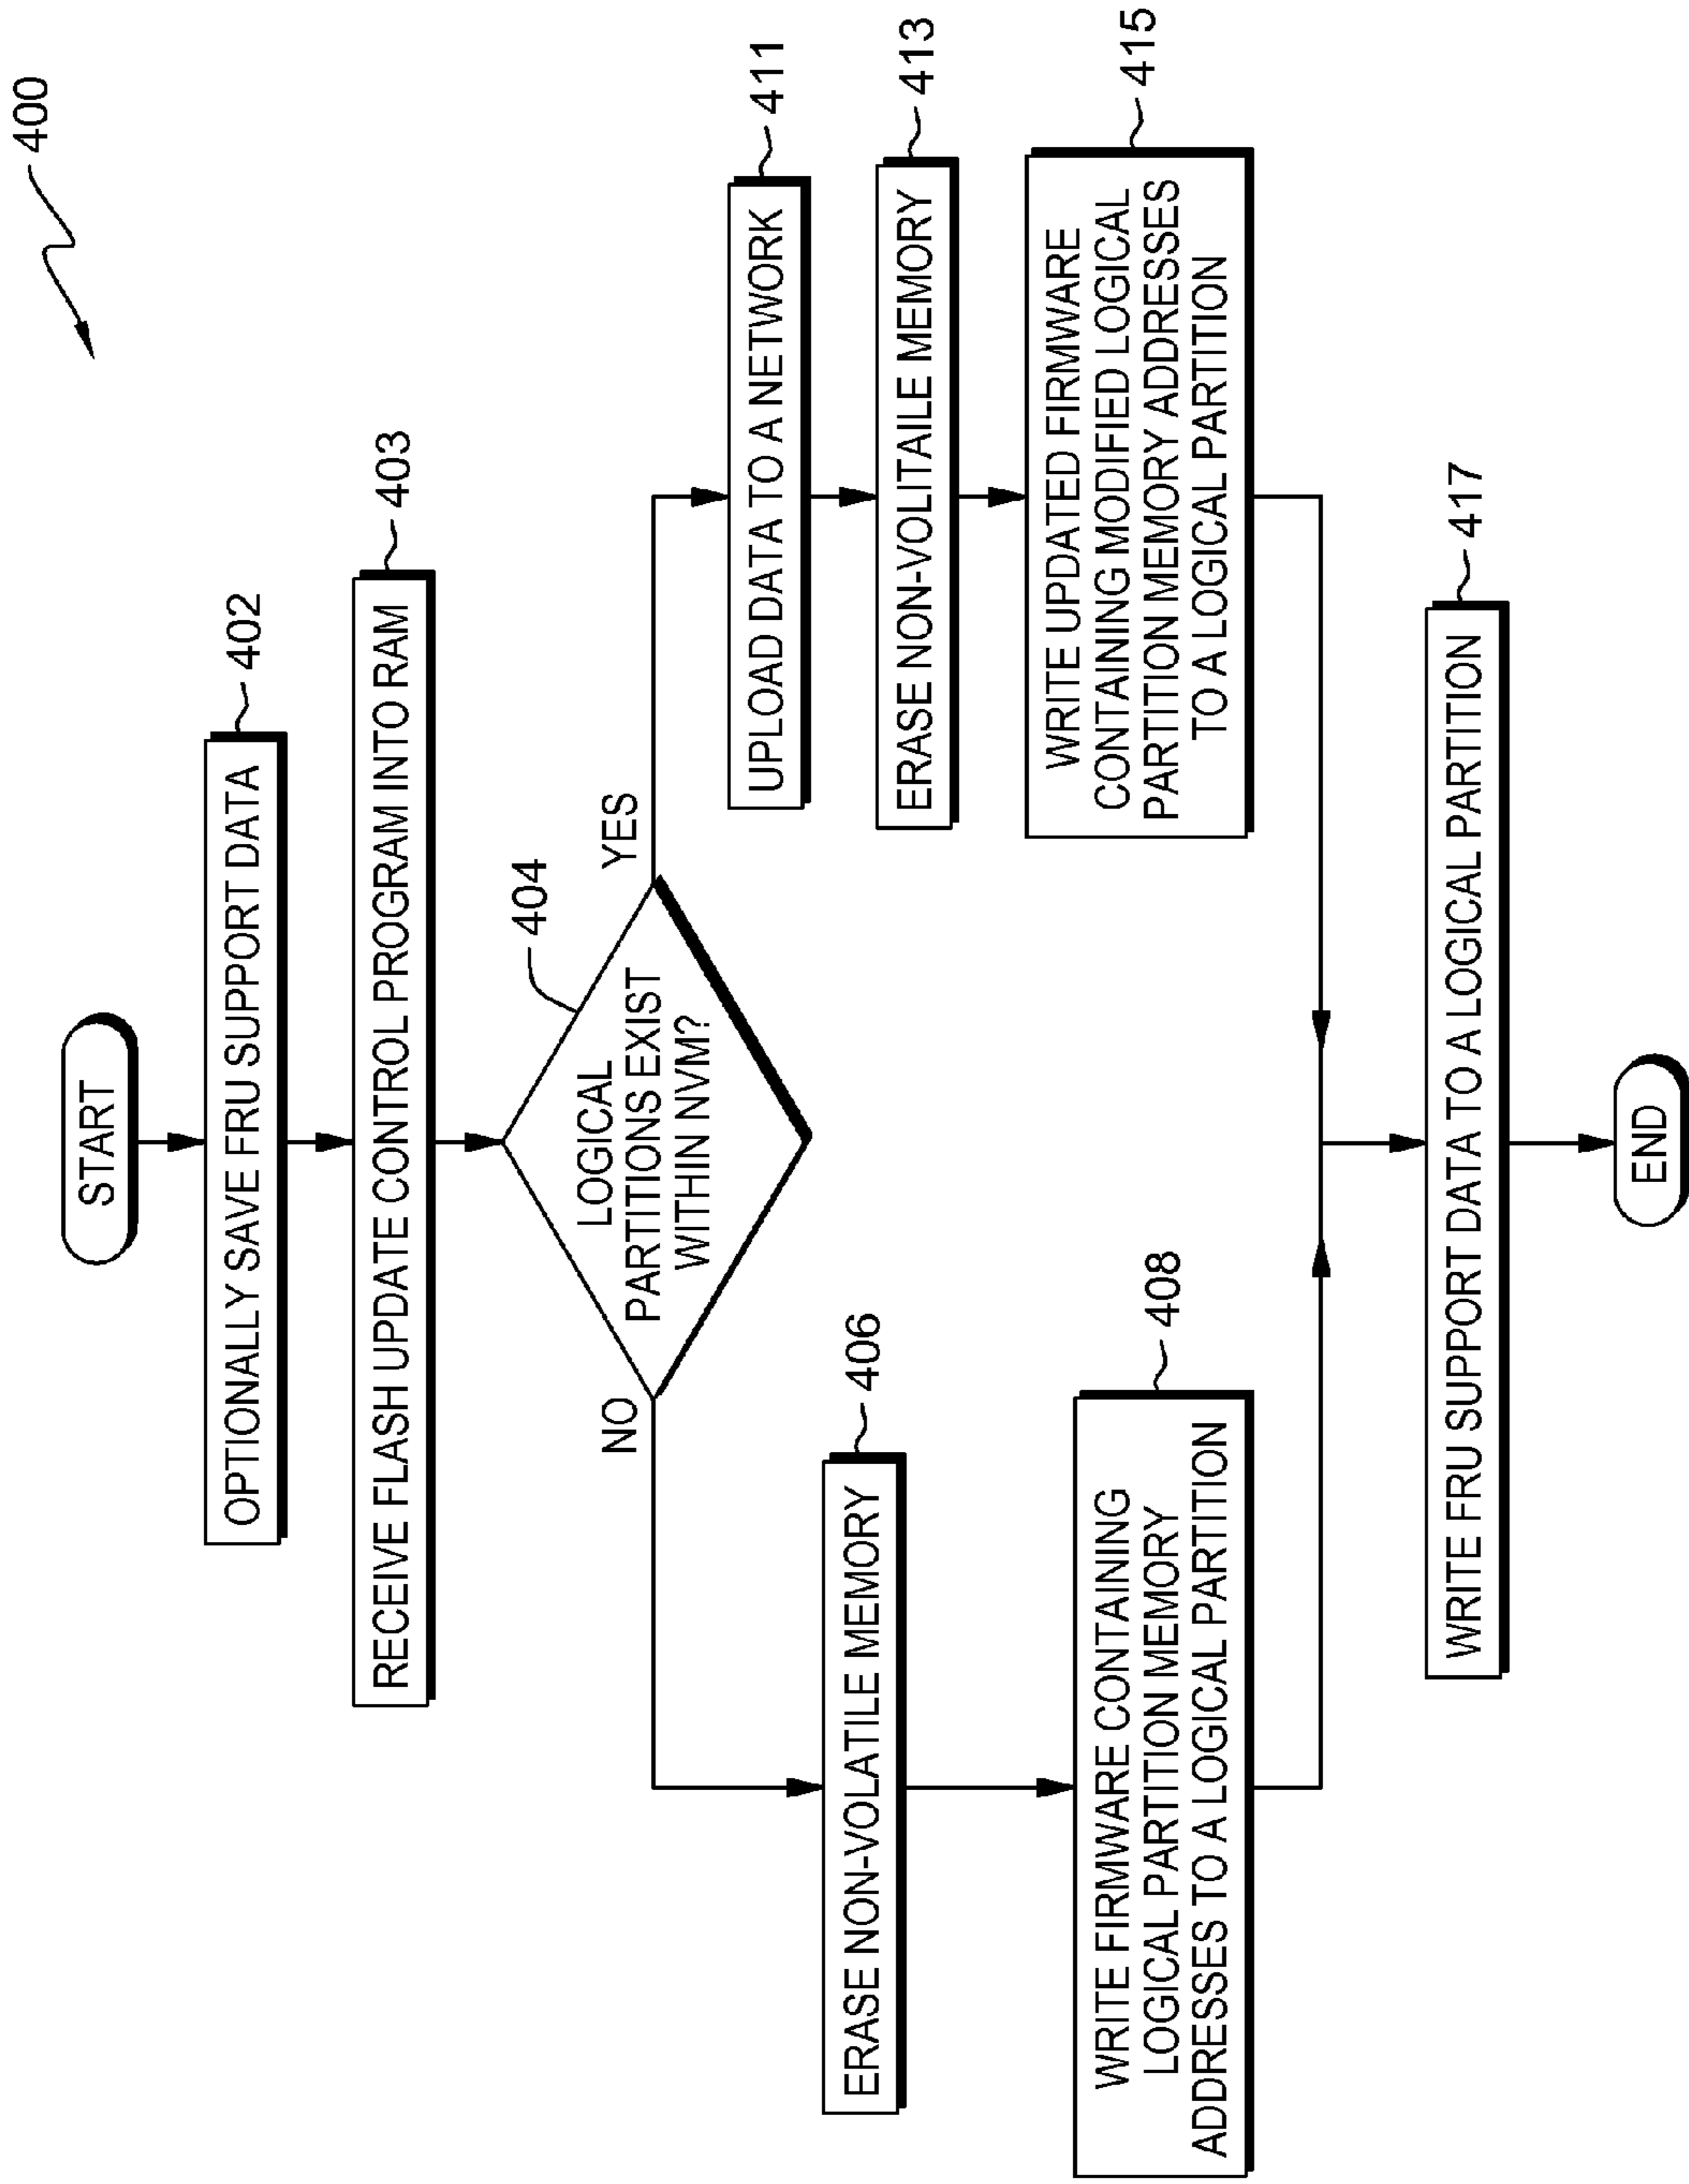 400
START
OPTIONALLY SAVE FRU SUPPORT DATA
402
RECEIVE FLASH UPDATE CONTROL PROGRAM INTO RAM
403
404
LOGICAL
PARTITIONS EXIST
WITHIN NVM?
NO
YES
406
ERASE NON-VOLATILE MEMORY
408
WRITE FIRMWARE CONTAINING
LOGICAL PARTITION MEMORY
ADDRESSES TO A LOGICAL PARTITION
UPLOAD DATA TO A NETWORK
411
ERASE NON-VOLITAILE MEMORY
413
WRITE UPDATED FIRMWARE
CONTAINING MODIFIED LOGICAL
PARTITION MEMORY ADDRESSES
TO A LOGICAL PARTITION
415
WRITE FRU SUPPORT DATA TO A LOGICAL PARTITION
417
END